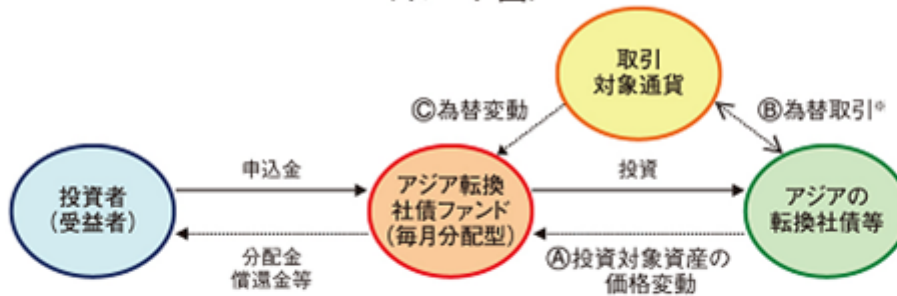 取引
対象通貨
Ⓒ為替変動
Ⓑ為替取引※
投資者
(受益者)
申込金
分配金
償還金等
アジア転換
社債ファンド
(毎月分配型)
投資
Ⓐ投資対象資産の
価格変動
アジアの
転換社債等